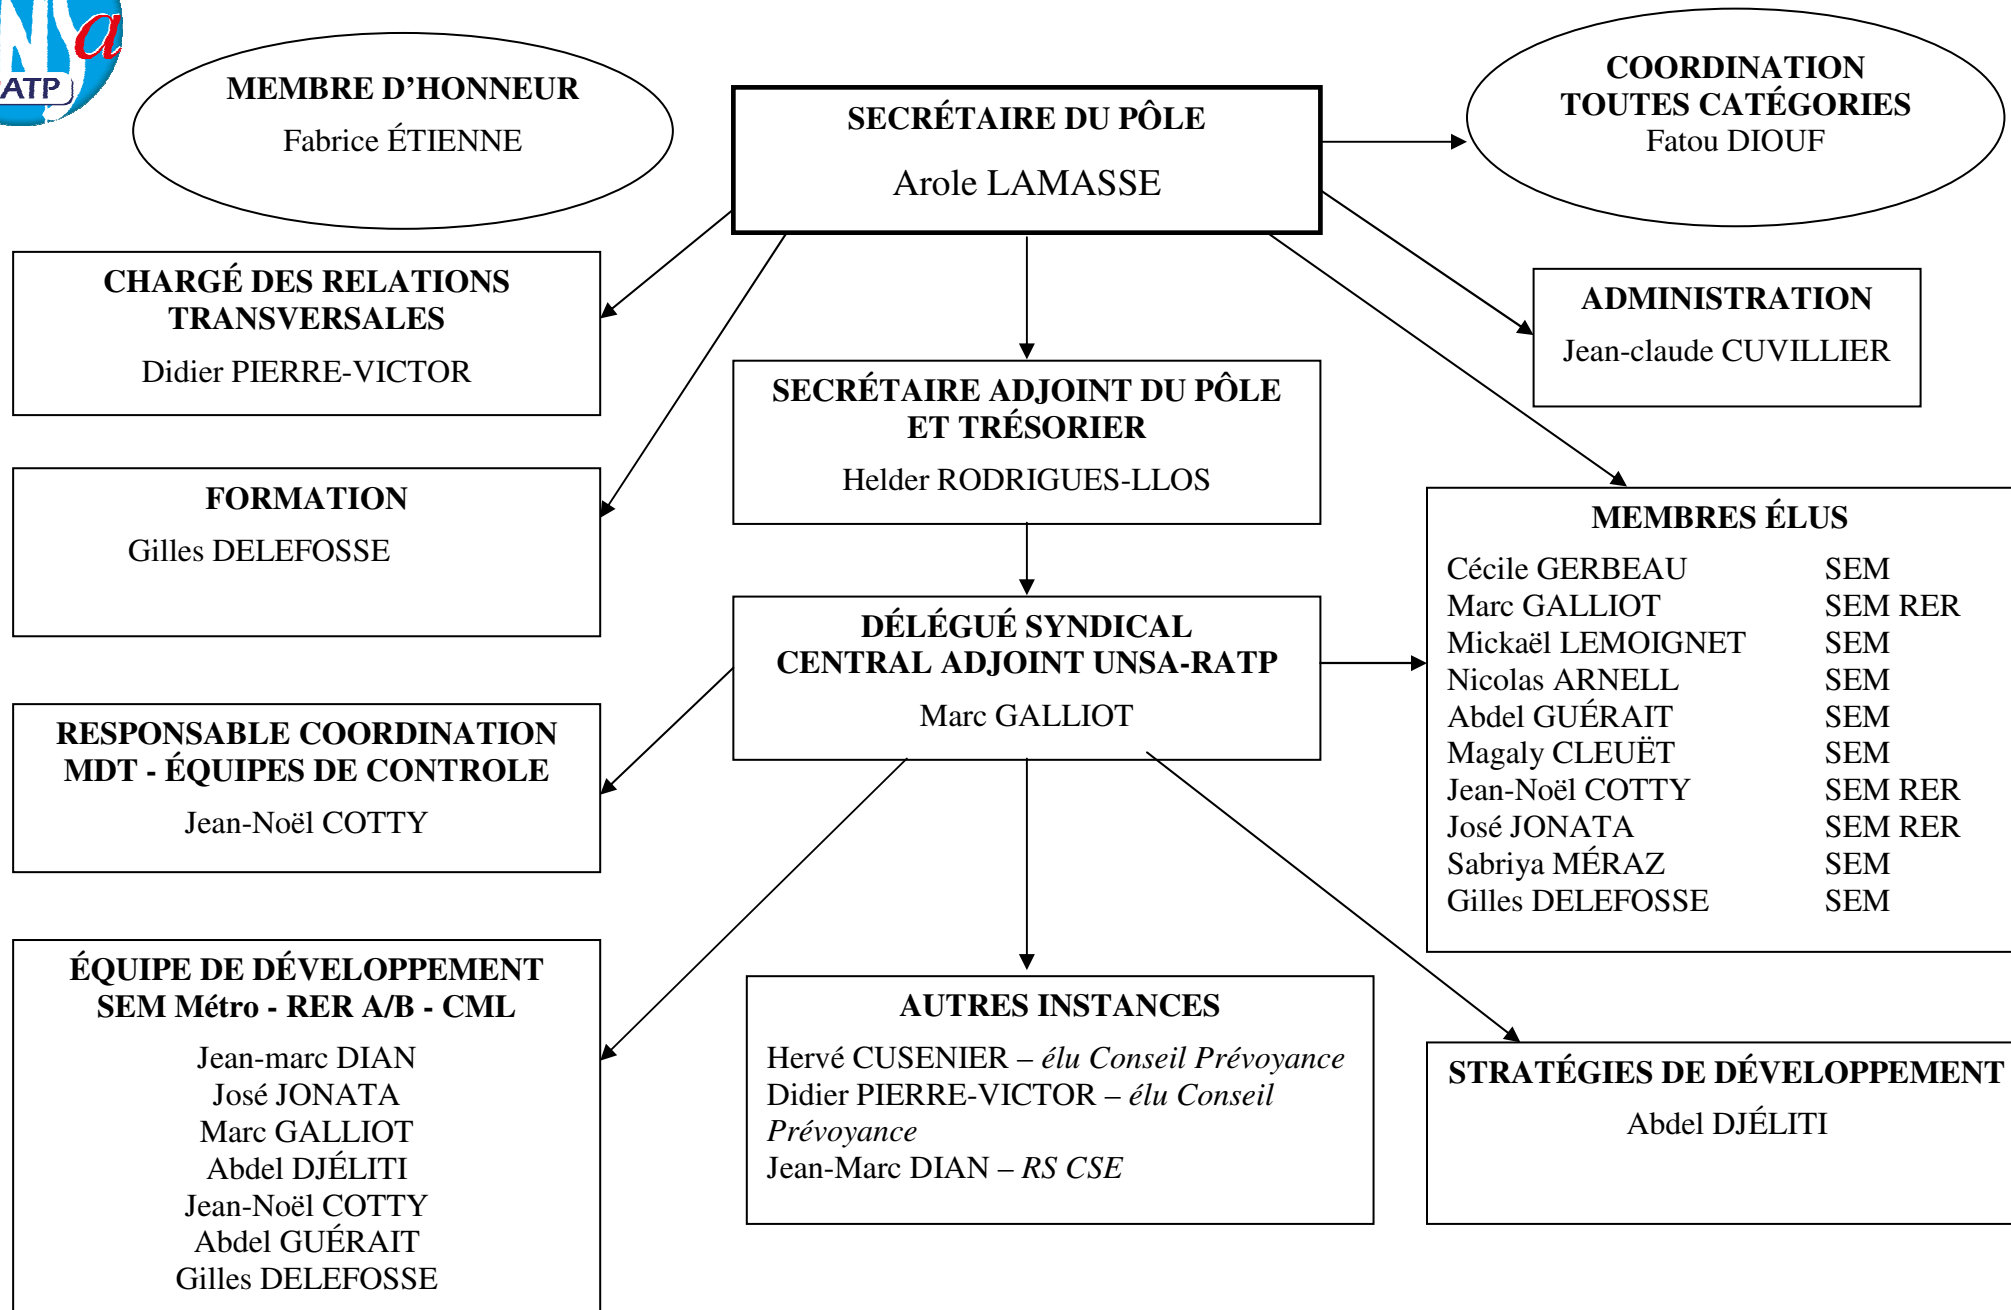 NSa
RATP
MEMBRE D'HONNEUR
Fabrice ÉTIENNE
SECRÉTAIRE DU PÔLE
Arole LAMASSE
COORDINATION
TOUTES CATÉGORIES
Fatou DIOUF
CHARGÉ DES RELATIONS
TRANSVERSALES
Didier PIERRE-VICTOR
ADMINISTRATION
Jean-claude CUVILLIER
SECRÉTAIRE ADJOINT DU PÔLE
ET TRÉSORIER
Helder RODRIGUES-LLOS
FORMATION
Gilles DELEFOSSE
MEMBRES ÉLUS
Cécile GERBEAU SEM
Marc GALLIOT SEM RER
Mickaël LEMOIGNET SEM
Nicolas ARNELL SEM
Abdel GUÉRAIT SEM
Magaly CLEUËT SEM
Jean-Noël COTTY SEM RER
José JONATA SEM RER
Sabriya MÉRAZ SEM
Gilles DELEFOSSE SEM
DÉLÉGUÉ SYNDICAL
CENTRAL ADJOINT UNSA-RATP
Marc GALLIOT
RESPONSABLE COORDINATION
MDT - ÉQUIPES DE CONTROLE
Jean-Noël COTTY
ÉQUIPE DE DÉVELOPPEMENT
SEM Métro - RER A/B - CML
Jean-marc DIAN
José JONATA
Marc GALLIOT
Abdel DJÉLITI
Jean-Noël COTTY
Abdel GUÉRAIT
Gilles DELEFOSSE
AUTRES INSTANCES
Hervé CUSENIER – élu Conseil Prévoyance
Didier PIERRE-VICTOR – élu Conseil
Prévoyance
Jean-Marc DIAN – RS CSE
STRATÉGIES DE DÉVELOPPEMENT
Abdel DJÉLITI